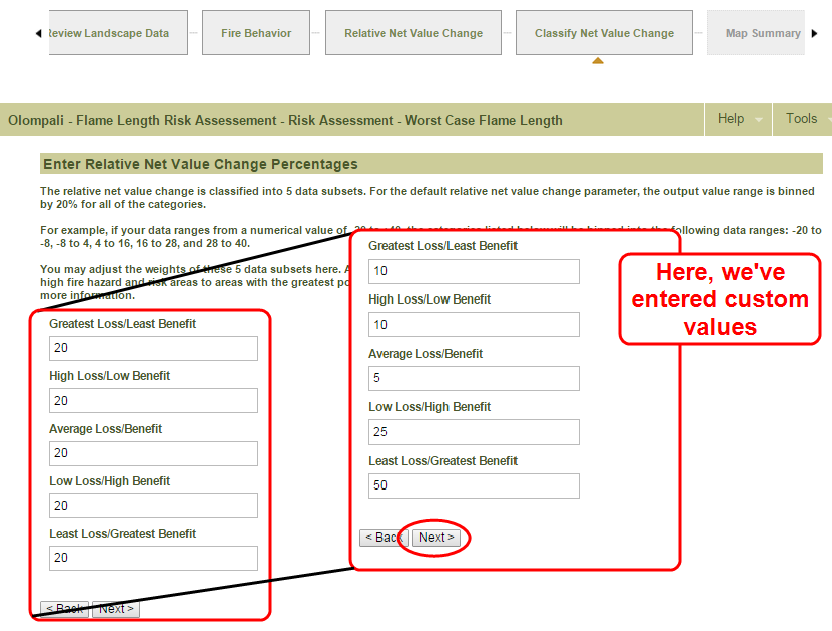 Review Landscape Data
Fire Behavior
Relative Net Value Change
Classify Net Value Change
Map Summary
Olompali - Flame Length Risk Assessement - Risk Assessment - Worst Case Flame Length
Help
Tools
Enter Relative Net Value Change Percentages
The relative net value change is classified into 5 data subsets. For the default relative net value change parameter, the output value range is binned
by 20% for all of the categories.
For example, if your data ranges from a numerical value of -20 to +40, the categories listed below will be binned into the following data ranges: -20 to
-8, -8 to 4, 4 to 16, 16 to 28, and 28 to 40.
You may adjust the weights of these 5 data subsets here.
high fire hazard and risk areas to areas with the greatest
more information.
Greatest Loss/Least Benefit
20
High Loss/Low Benefit
20
Average Loss/Benefit
20
Low Loss/High Benefit
20
Least Loss/Greatest Benefit
20
< Back
Next >
Greatest Loss/Least Benefit
10
High Loss/Low Benefit
10
Average Loss/Benefit
5
Low Loss/High Benefit
25
Least Loss/Greatest Benefit
50
< Back
Next >
Here, we've
entered custom
values